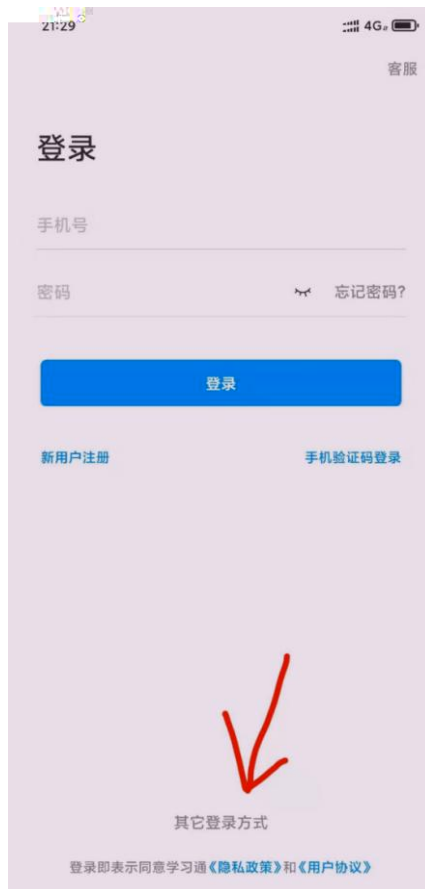 21:29 4G
客服
登录
手机号
密码 忘记密码?
登录
新用户注册 手机验证码登录
其它登录方式
登录即表示同意学习通《隐私政策》和《用户协议》